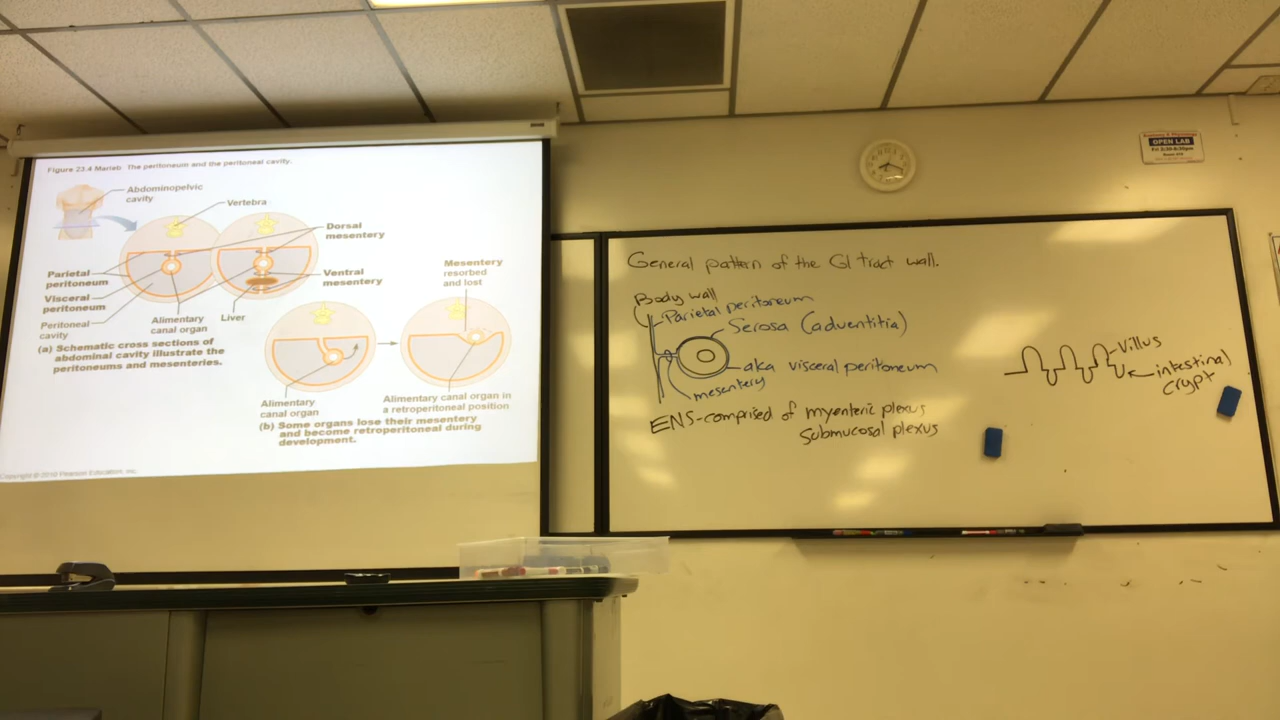 Figure 23.4 Marieb The peritoneum and the peritoneal cavity.
Abdominopelvic
cavity
Vertebra
Dorsal
mesentery
Parietal
peritoneum
Visceral
peritoneum
Peritoneal
cavity
Alimentary
canal organ
Liver
Ventral
mesentery
(a) Schematic cross sections of
abdominal cavity illustrate the
peritoneums and mesenteries.
Mesentery
resorbed
and lost
Alimentary
canal organ
Alimentary canal organ in
a retroperitoneal position
(b) Some organs lose their mesentery
and become retroperitoneal during
development.
Copyright © 2010 Pearson Education, Inc.
General pattern of the GI tract wall.
Body wall
Parietal peritoneum
Serosa (adventitia)
aka visceral peritoneum
mesentery
ENS-comprised of myenteric plexus
Submucosal plexus
Villus
intestinal
crypt
Anatomy & Physiology
OPEN LAB